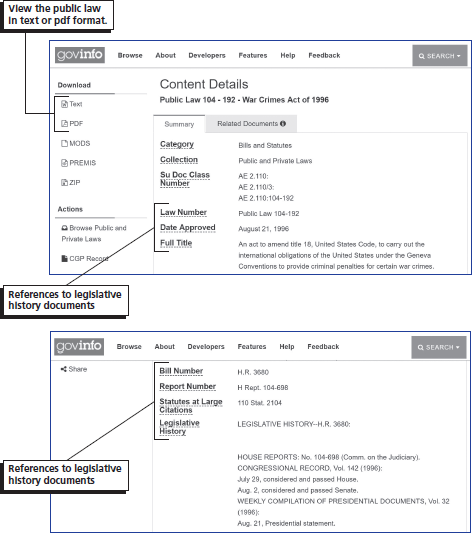 View the public law
in text or pdf format.
govinfo
Browse About Developers Features Help Feedback
SEARCH
Download
Text
PDF
MODS
PREMIS
ZIP
Actions
Browse Public and
Private Laws
CGP Record
Content Details
Public Law 104 - 192 - War Crimes Act of 1996
Summary Related Documents
Category Bills and Statutes
Collection Public and Private Laws
Su Doc Class AE 2.110:
Number AE 2.110/3:
AE 2.110:104-192
Law Number Public Law 104-192
Date Approved August 21, 1996
Full Title An act to amend title 18, United States Code, to carry out the
international obligations of the United States under the Geneva
Conventions to provide criminal penalties for certain war crimes.
References to legislative
history documents
govinfo
Browse About Developers Features Help Feedback
SEARCH
Share
Bill Number H.R. 3680
Report Number H Rept. 104-698
Statutes at Large 110 Stat. 2104
Citations
Legislative LEGISLATIVE HISTORY--H.R. 3680:
History
HOUSE REPORTS: No. 104-698 (Comm. on the Judiciary).
CONGRESSIONAL RECORD, Vol. 142 (1996):
July 29, considered and passed House.
Aug. 2, considered and passed Senate.
WEEKLY COMPILATION OF PRESIDENTIAL DOCUMENTS, Vol. 32
(1996):
Aug. 21, Presidential statement.
References to legislative
history documents